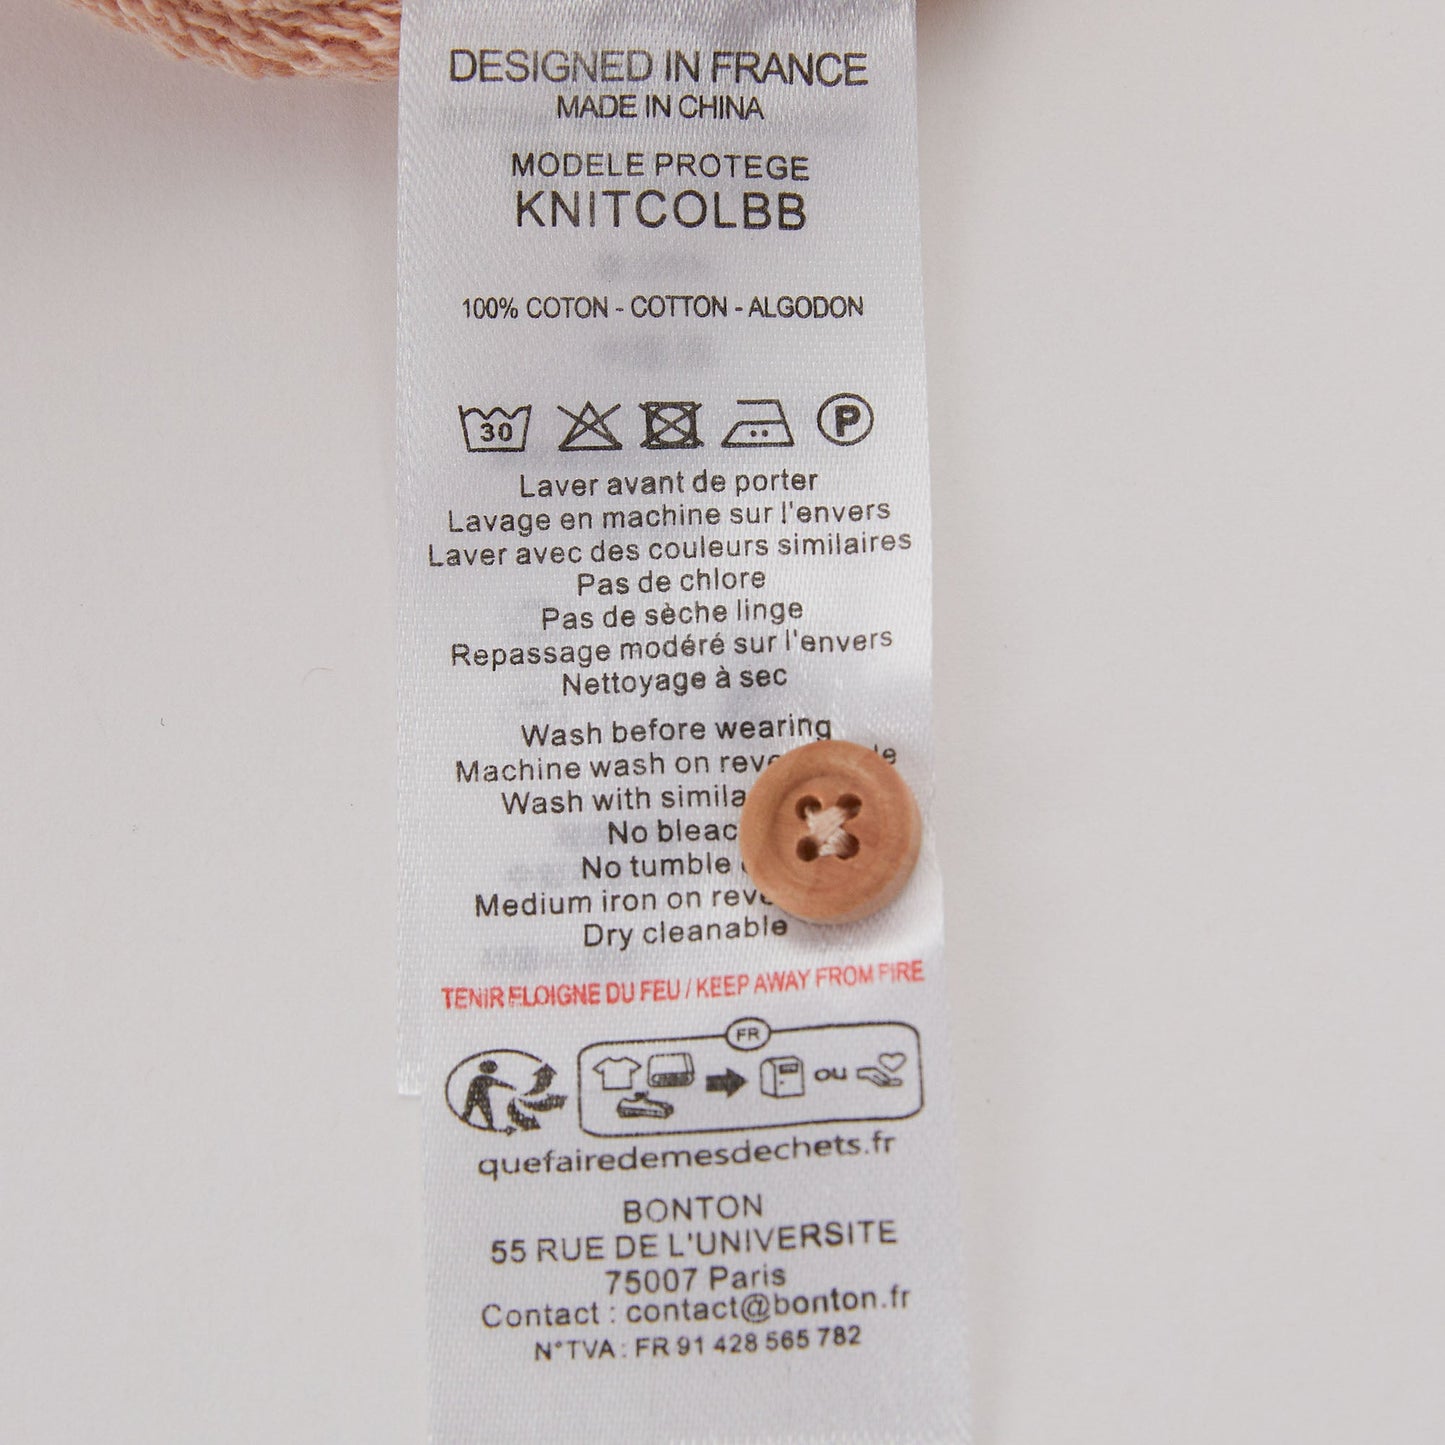 DESIGNED IN FRANCE
MADE IN CHINA
MODELE PROTEGE
KNITCOLBB
100% COTON - COTTON - ALGODON
30 P
Laver avant de porter
Lavage en machine sur l'envers
Laver avec des couleurs similaires
Pas de chlore
Pas de sèche linge
Repassage modéré sur l'envers
Nettoyage à sec
Wash before wearing
Machine wash on
Wash with
No
No tumble
Medium iron on
Dry cleanable
TENIR ELOIGNE DU FEU / KEEP AWAY FROM FIRE
FR
OU
quefairedemesdechets.fr
BONTON
55 RUE DE L'UNIVERSITE
75007 Paris
Contact : contact@bonton.fr
N°TVA : FR 91 428 565 782